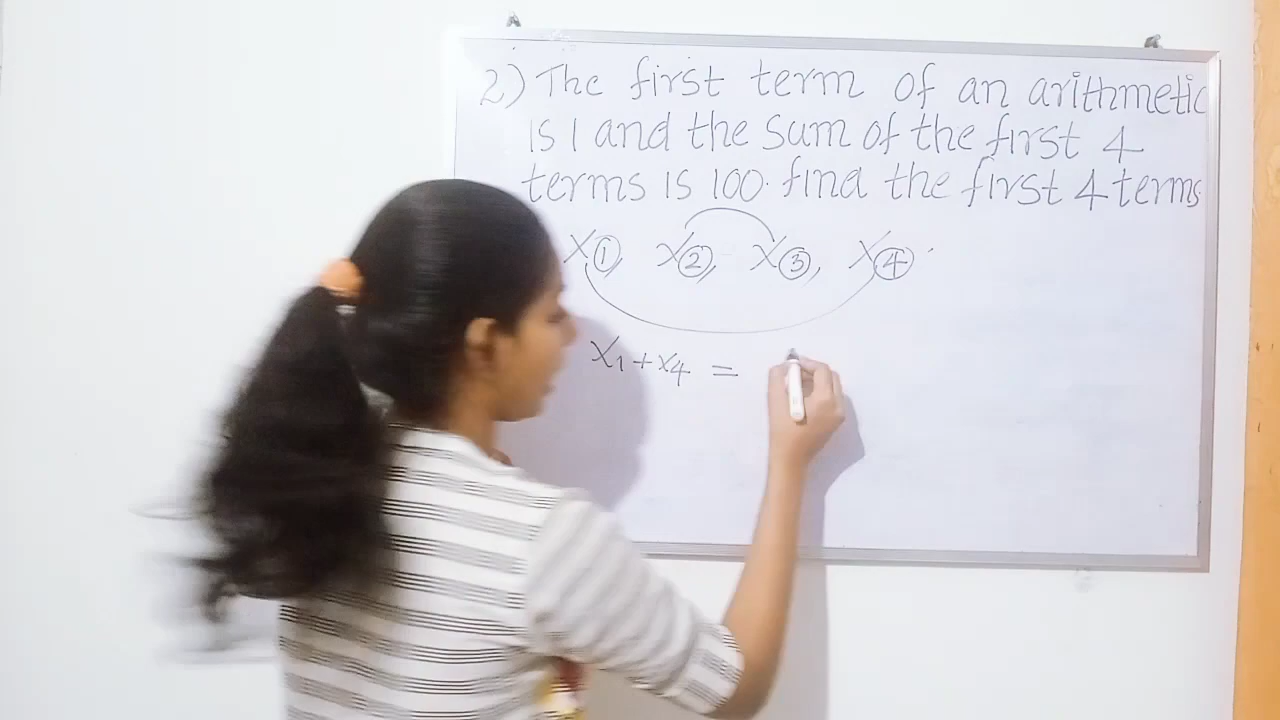 2) The first term of an arithmetic
is 1 and the sum of the first 4
terms is 100. find the first 4 terms
x①, x②, x③, x④.
x₁+x₄ =